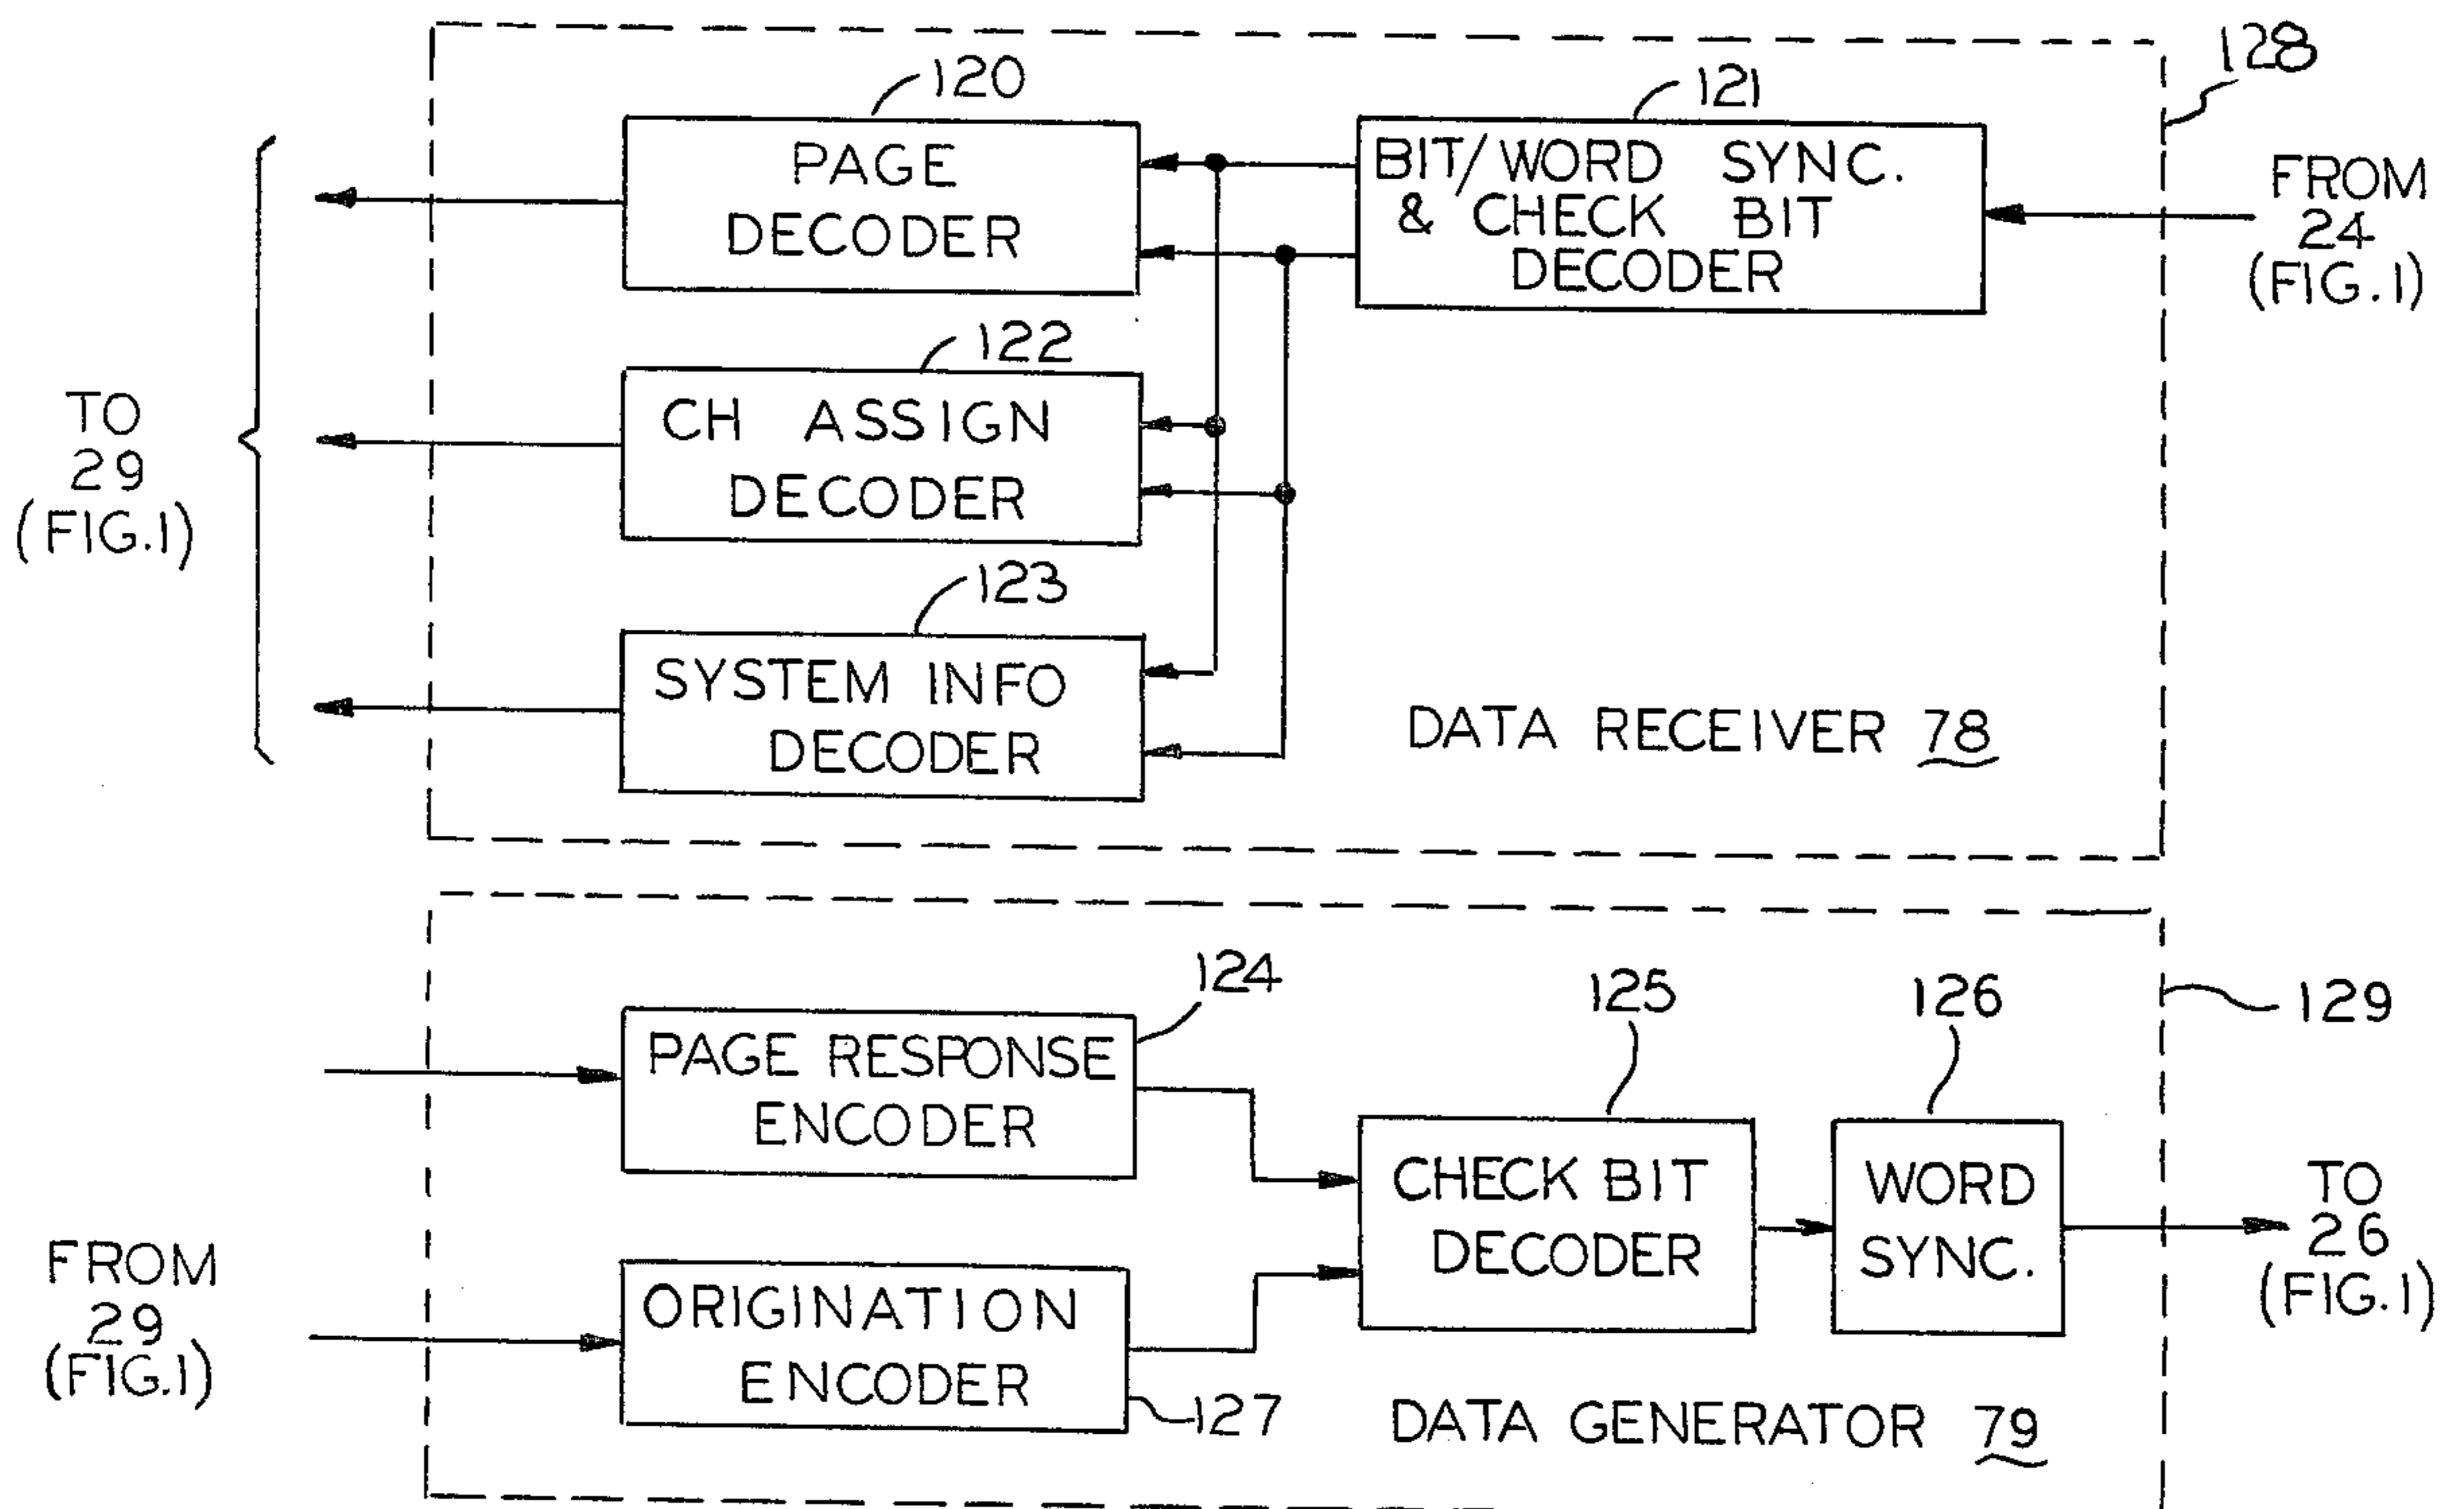 128
120
121
PAGE
DECODER
BIT/WORD SYNC.
& CHECK BIT
DECODER
FROM
24
(FIG.1)
122
CH ASSIGN
DECODER
TO
29
(FIG.1)
123
SYSTEM INFO
DECODER
DATA RECEIVER 78
124
125
126
129
PAGE RESPONSE
ENCODER
CHECK BIT
DECODER
WORD
SYNC.
TO
26
(FIG.1)
FROM
29
(FIG.1)
ORIGINATION
ENCODER
127
DATA GENERATOR 79